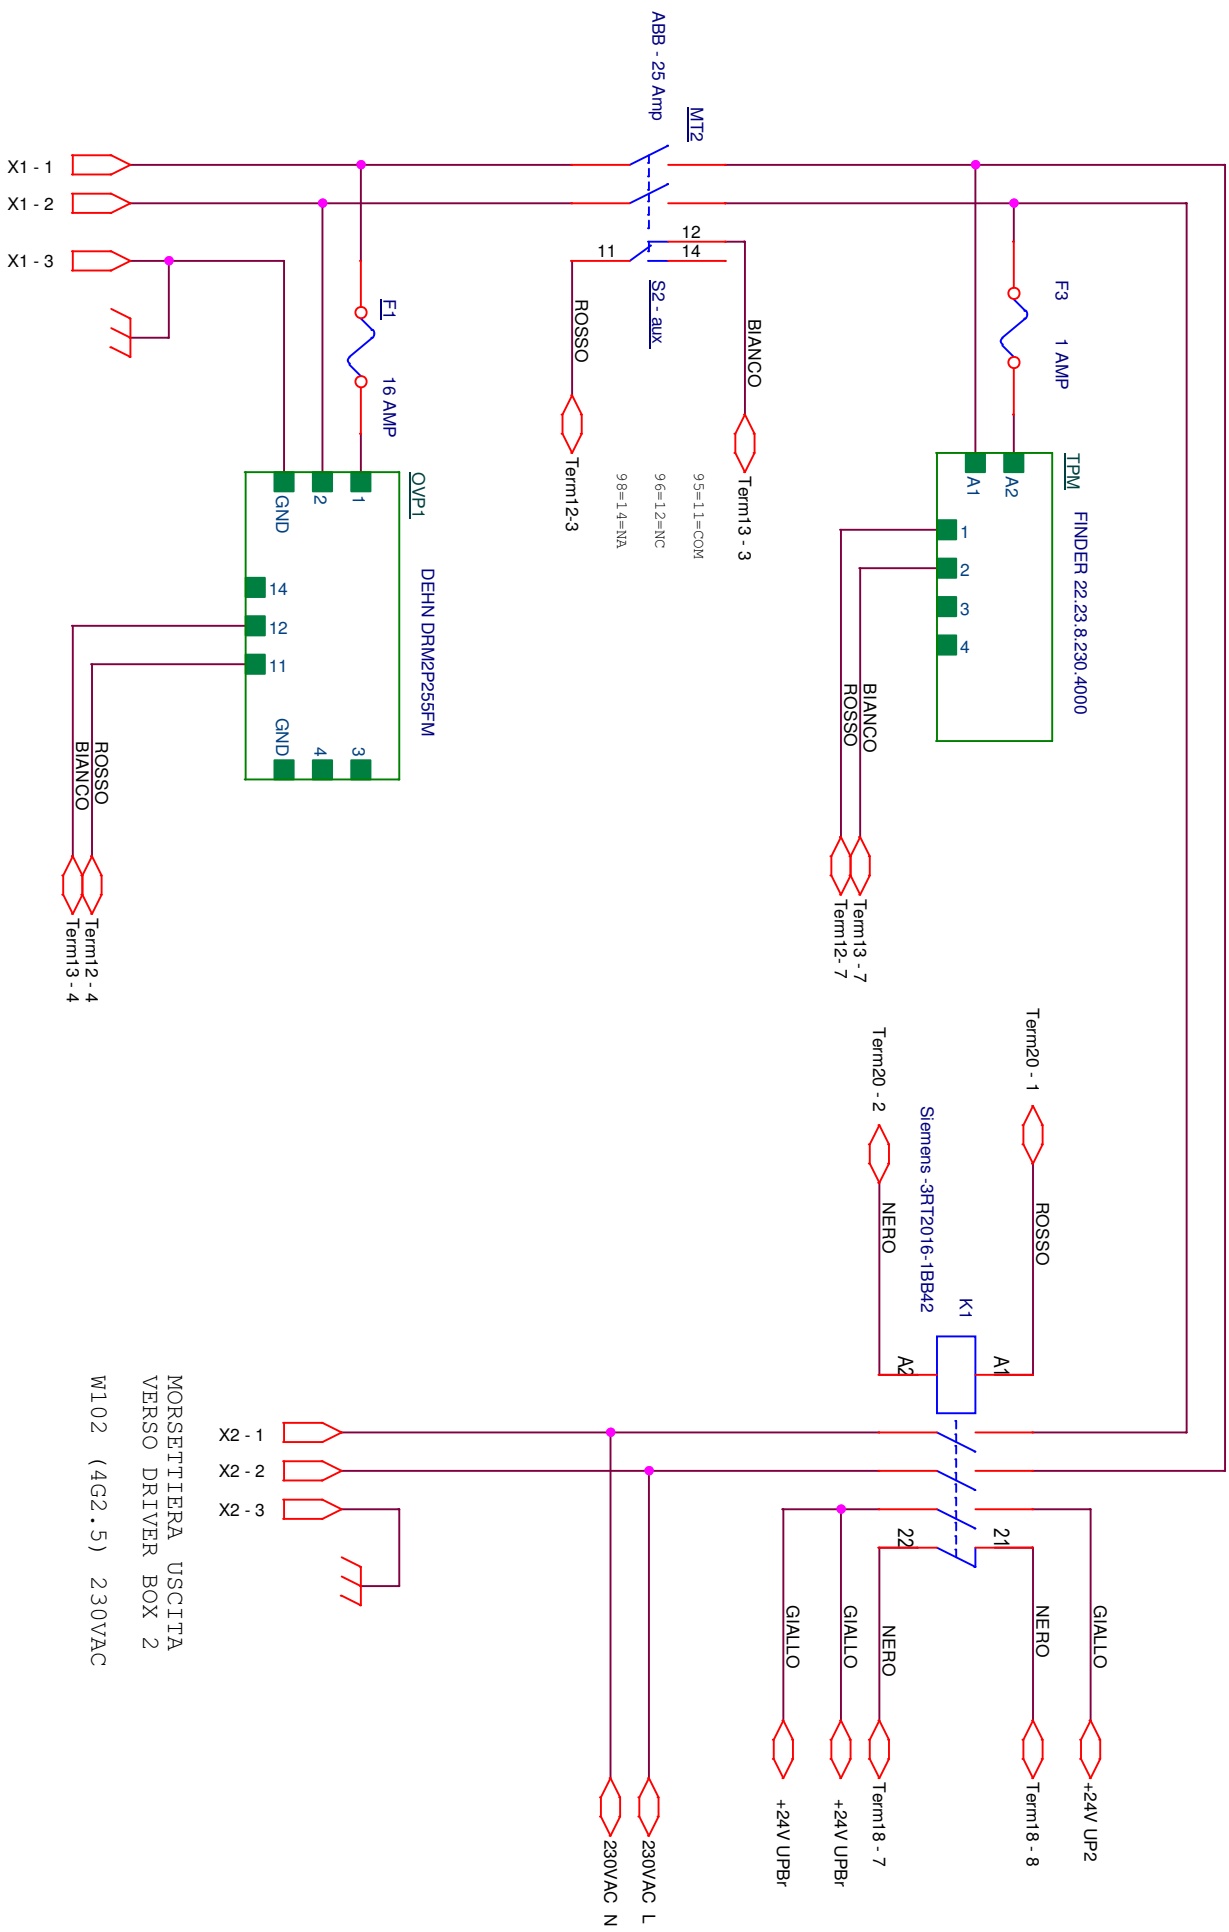 ABB - 25 Amp
MT2
X1 - 1
X1 - 2
X1 - 3
12
14
11
S2 - aux
ROSSO
BIANCO
Term12-3
Term13 - 3
95=11=COM
96=12=NC
98=14=NA
F3
1 AMP
F1
16 AMP
TPM
FINDER 22.23.8.230.4000
A2
A1
1
2
3
4
BIANCO
ROSSO
Term13 - 7
Term12- 7
OVP1
DEHN DRM2P255FM
1
2
GND
14
12
11
3
4
GND
ROSSO
BIANCO
Term12 - 4
Term13 - 4
Term20 - 1
ROSSO
Term20 - 2
NERO
Siemens -3RT2016-1BB42
K1
A1
A2
21
22
X2 - 1
X2 - 2
X2 - 3
GIALLO
+24V UP2
NERO
Term18 - 8
NERO
Term18 - 7
GIALLO
+24V UPBr
GIALLO
+24V UPBr
230VAC L
230VAC N
MORSETTIERA USCITA
VERSO DRIVER BOX 2
W102 (4G2.5) 230VAC